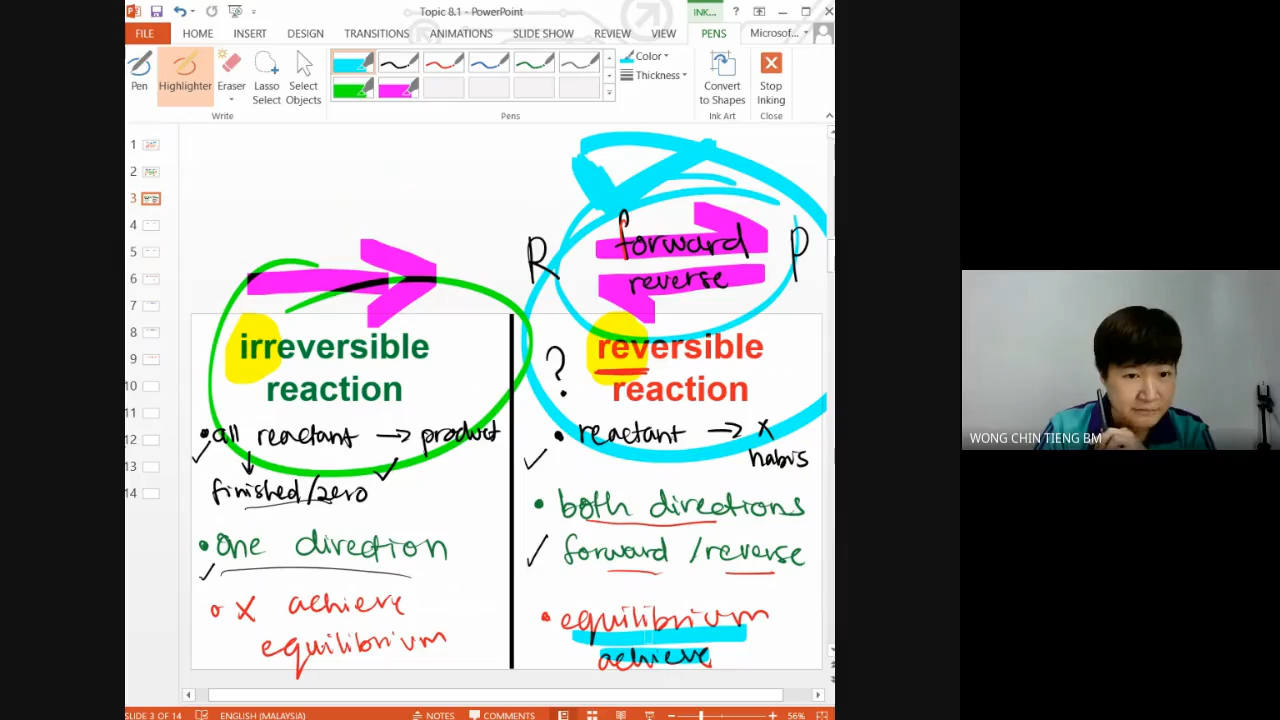 Topic 8.1 - PowerPoint
INK... ?
FILE HOME INSERT DESIGN TRANSITIONS ANIMATIONS SLIDE SHOW REVIEW VIEW PENS Microsof...
Pen Highlighter Eraser Lasso Select Select Objects
Color
Thickness
Convert to Shapes
Stop Inking
Write Pens Ink Art Close
1
2
3
4
5
6
7
8
9
10
11
12
13
14
R forward P
reverse
irreversible
reaction
• all reactant → product
finished/zero
• one direction
x achieve
equilibrium
? reversible
reaction
• reactant → x
habis
• both directions
forward / reverse
• equilibrium
achieve
WONG CHIN TIENG BM
SLIDE 3 OF 14 ENGLISH (MALAYSIA) NOTES COMMENTS 56%